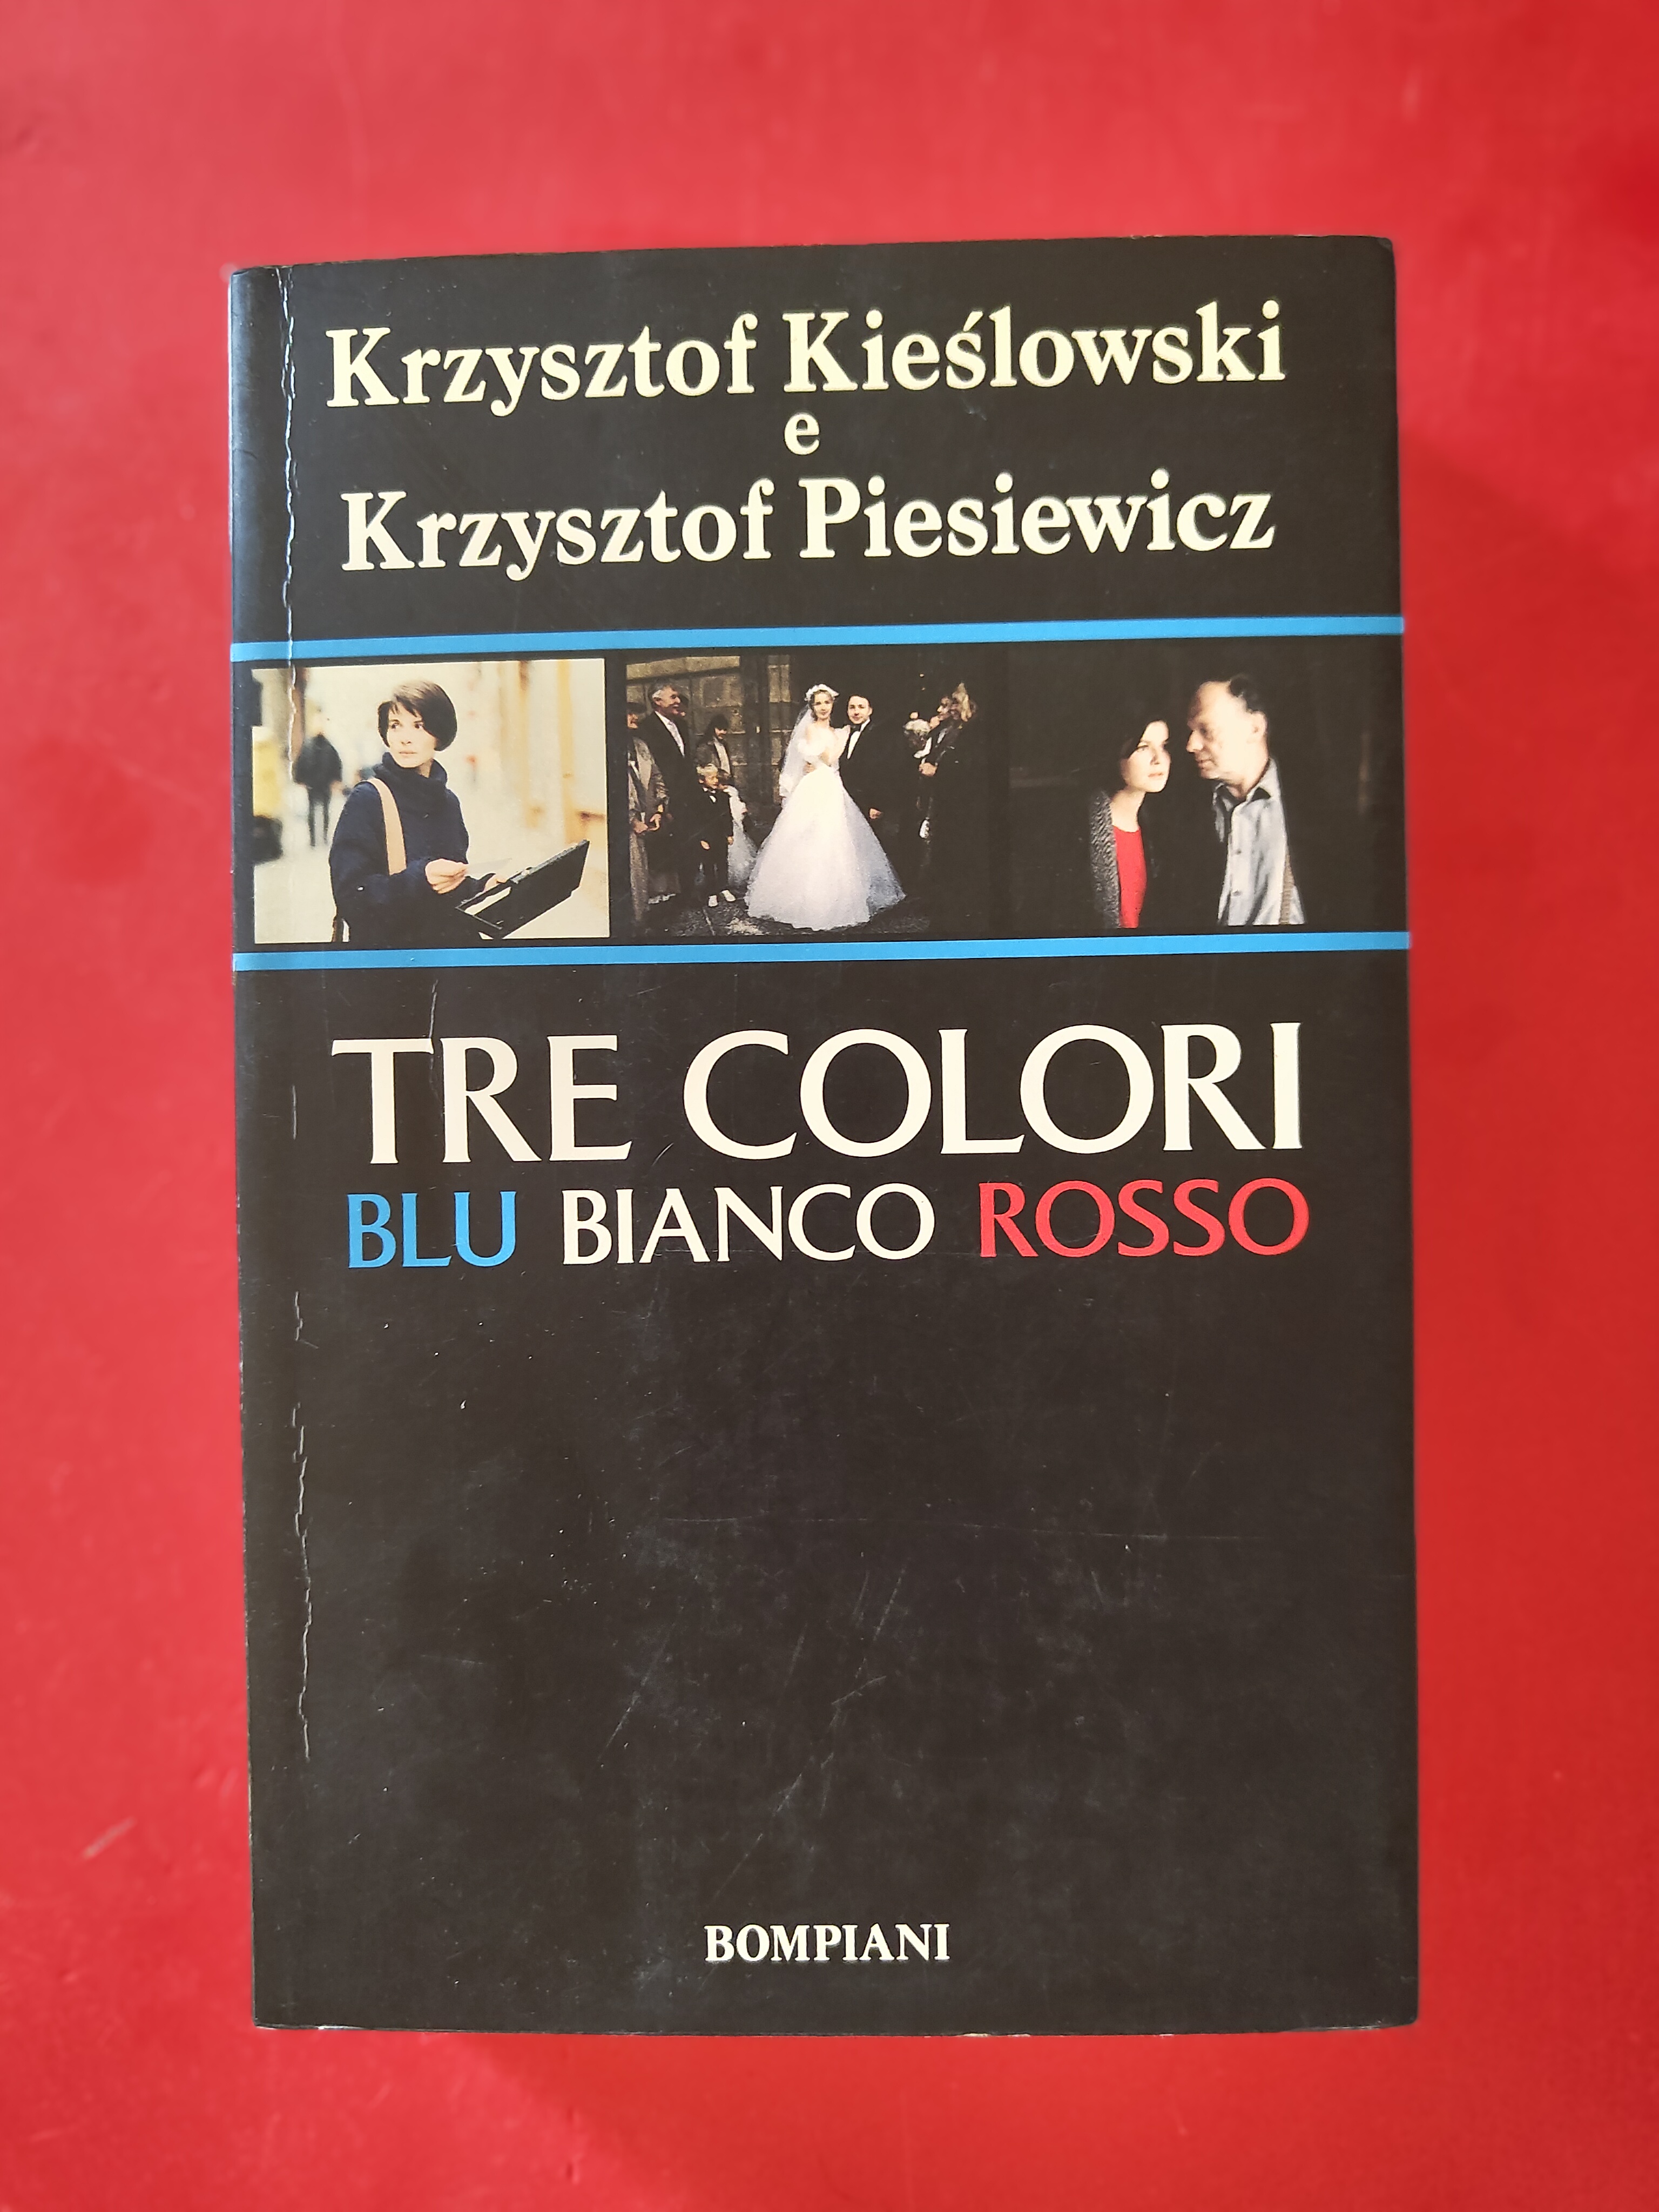 Krzysztof Kieślowski
e
Krzysztof Piesiewicz
TRE COLORI
BLU BIANCO ROSSO
BOMPIANI